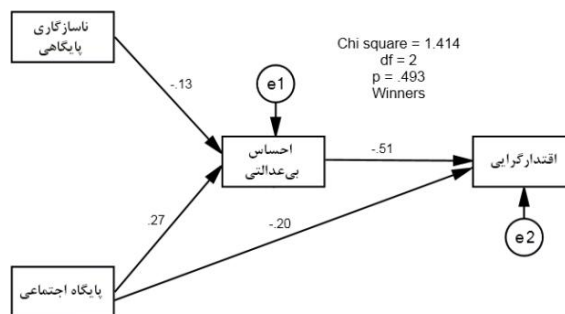 ناسازگاری
پایگاهی
Chi square = 1.414
df = 2
p = .493
Winners
-.13
e1
احساس
بی‌عدالتی
-.51
اقتدارگرایی
.27
-.20
e2
پایگاه اجتماعی